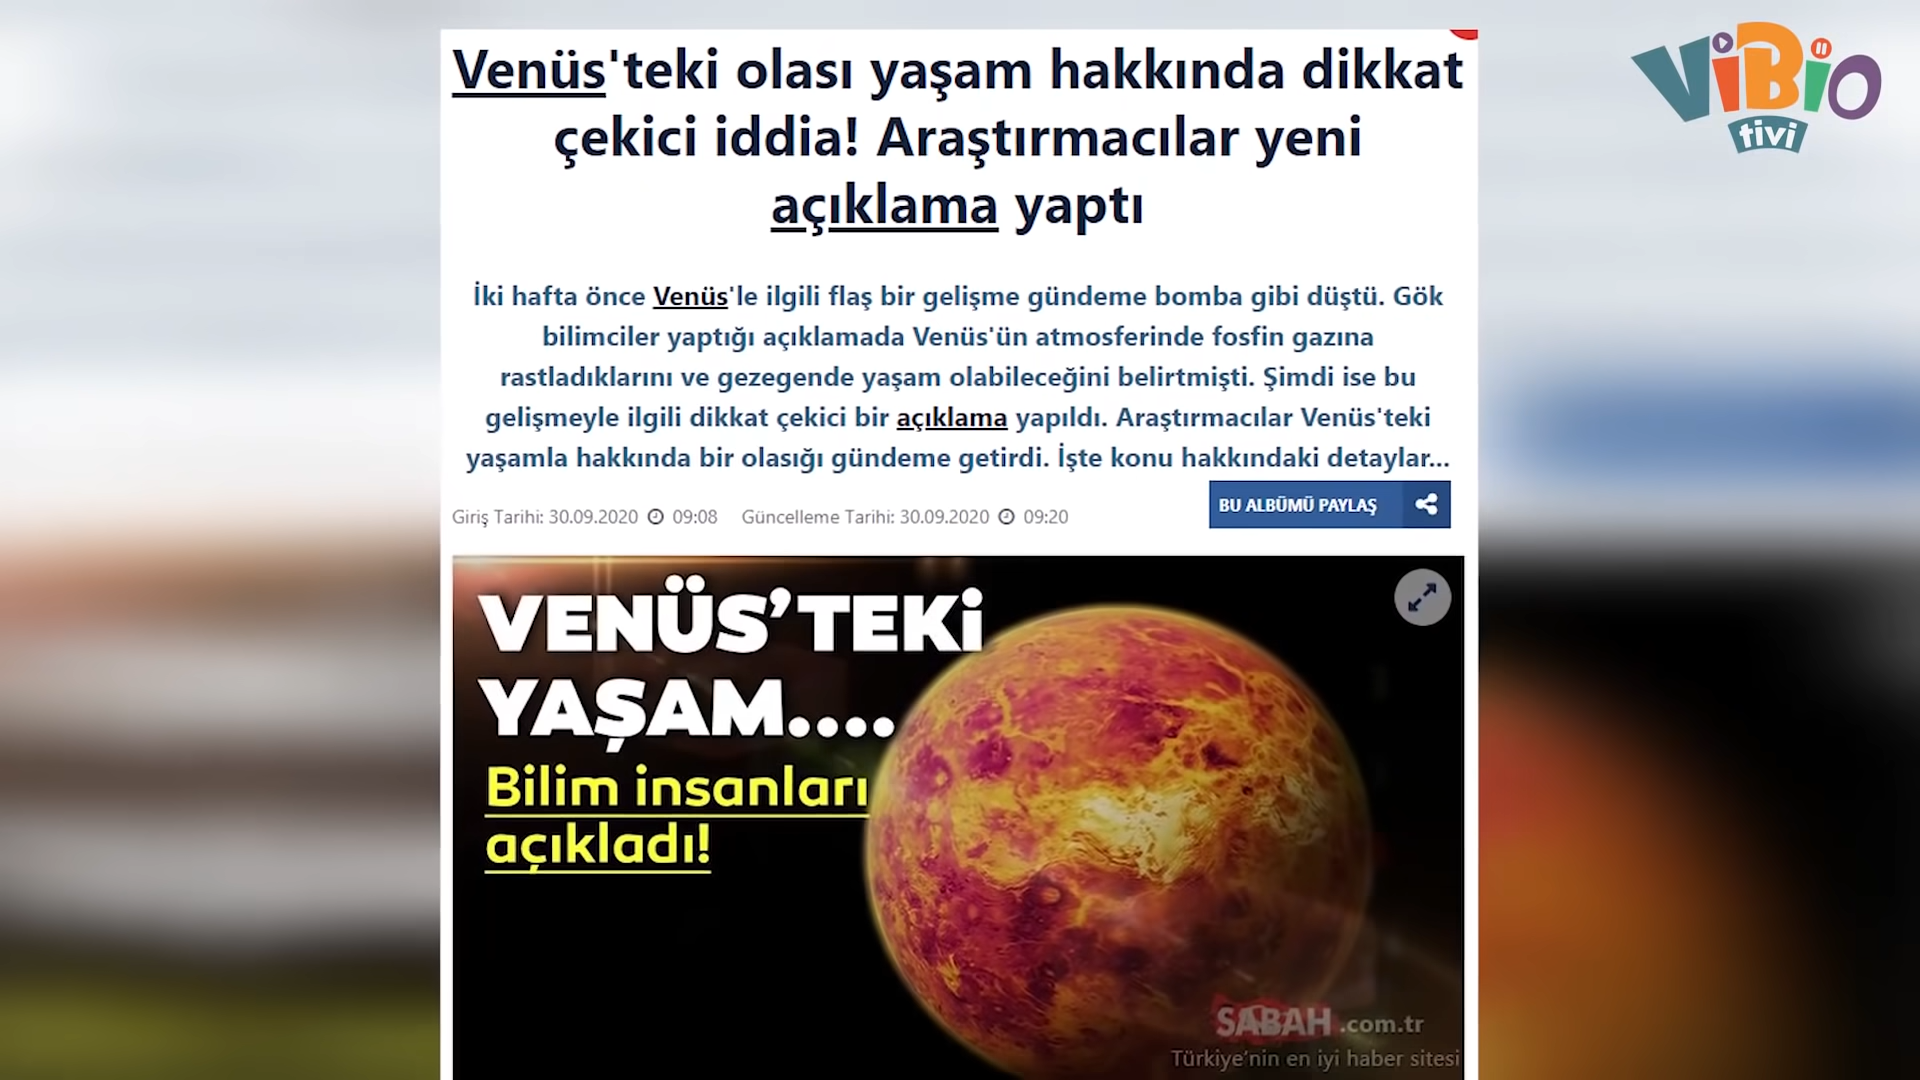 Venüs'teki olası yaşam hakkında dikkat
çekici iddia! Araştırmacılar yeni
açıklama yaptı
İki hafta önce Venüs'le ilgili flaş bir gelişme gündeme bomba gibi düştü. Gök
bilimciler yaptığı açıklamada Venüs'ün atmosferinde fosfin gazına
rastladıklarını ve gezegende yaşam olabileceğini belirtmişti. Şimdi ise bu
gelişmeyle ilgili dikkat çekici bir açıklama yapıldı. Araştırmacılar Venüs'teki
yaşamla hakkında bir olasığı gündeme getirdi. İşte konu hakkındaki detaylar...
Giriş Tarihi: 30.09.2020 09:08 Güncelleme Tarihi: 30.09.2020 09:20
BU ALBÜMÜ PAYLAŞ
VENÜS’TEKİ
YAŞAM....
Bilim insanları
açıkladı!
SABAH.com.tr
Türkiye'nin en iyi haber sitesi
ViBiO
tivi